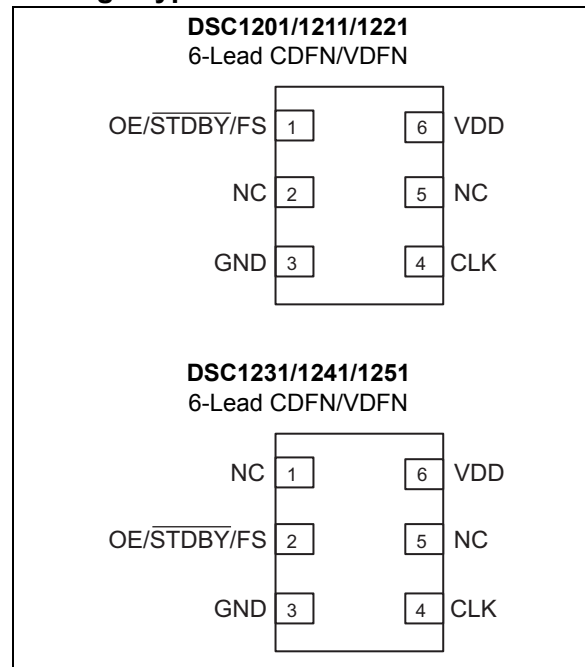 DSC1201/1211/1221
6-Lead CDFN/VDFN
OE/STDBY/FS 1 6 VDD
NC 2 5 NC
GND 3 4 CLK
DSC1231/1241/1251
6-Lead CDFN/VDFN
NC 1 6 VDD
OE/STDBY/FS 2 5 NC
GND 3 4 CLK